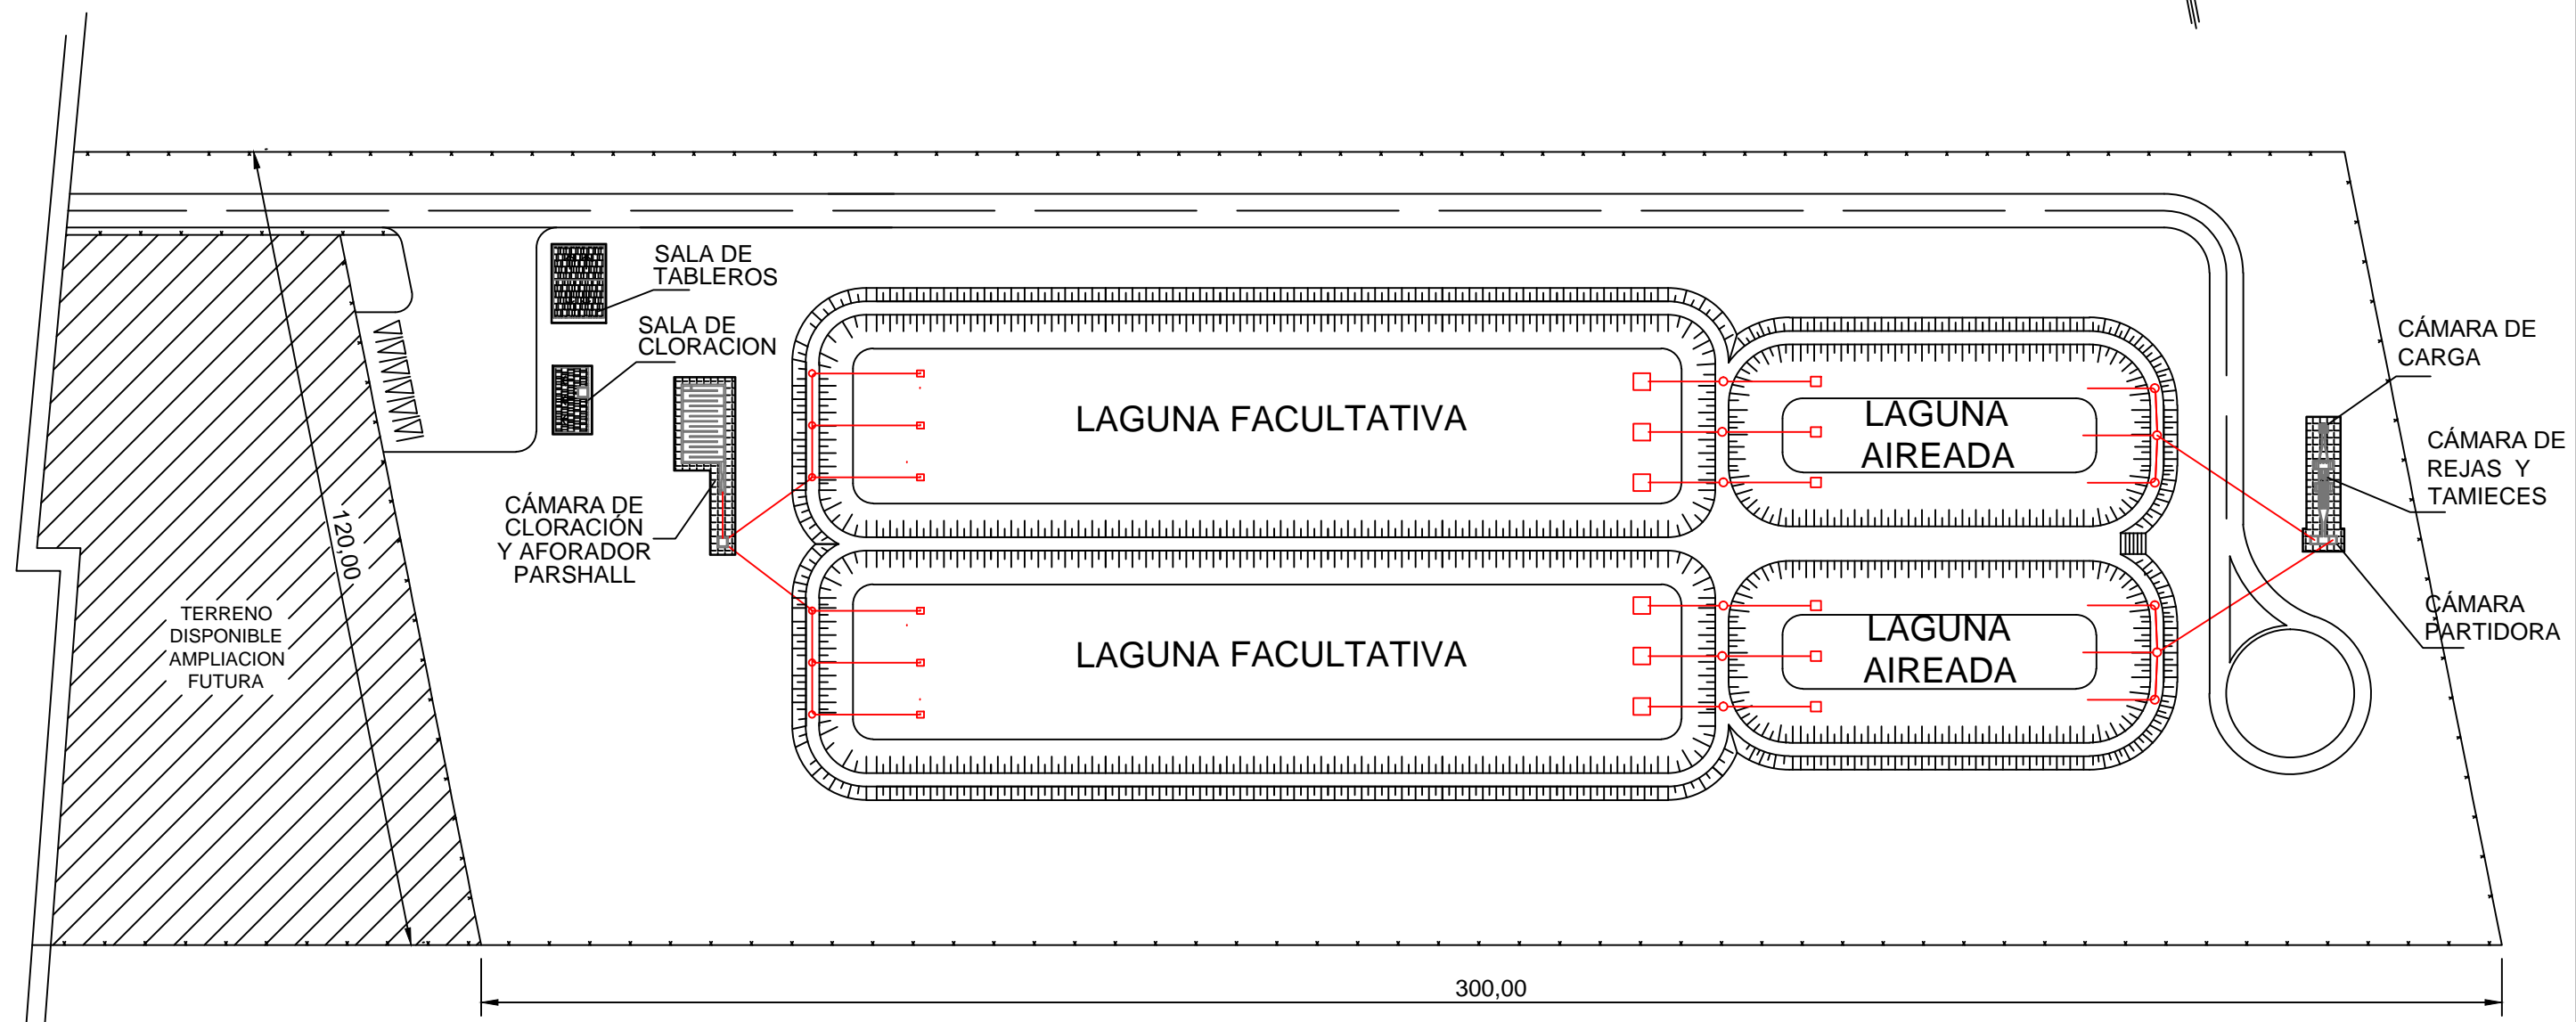 SALA DE
TABLEROS
SALA DE
CLORACION
CÁMARA DE
CLORACIÓN
Y AFORADOR
PARSHALL
120,00
TERRENO
DISPONIBLE
AMPLIACION
FUTURA
LAGUNA FACULTATIVA
LAGUNA
AIREADA
LAGUNA FACULTATIVA
LAGUNA
AIREADA
CÁMARA DE
CARGA
CÁMARA DE
REJAS Y
TAMIECES
CÁMARA
PARTIDORA
300,00